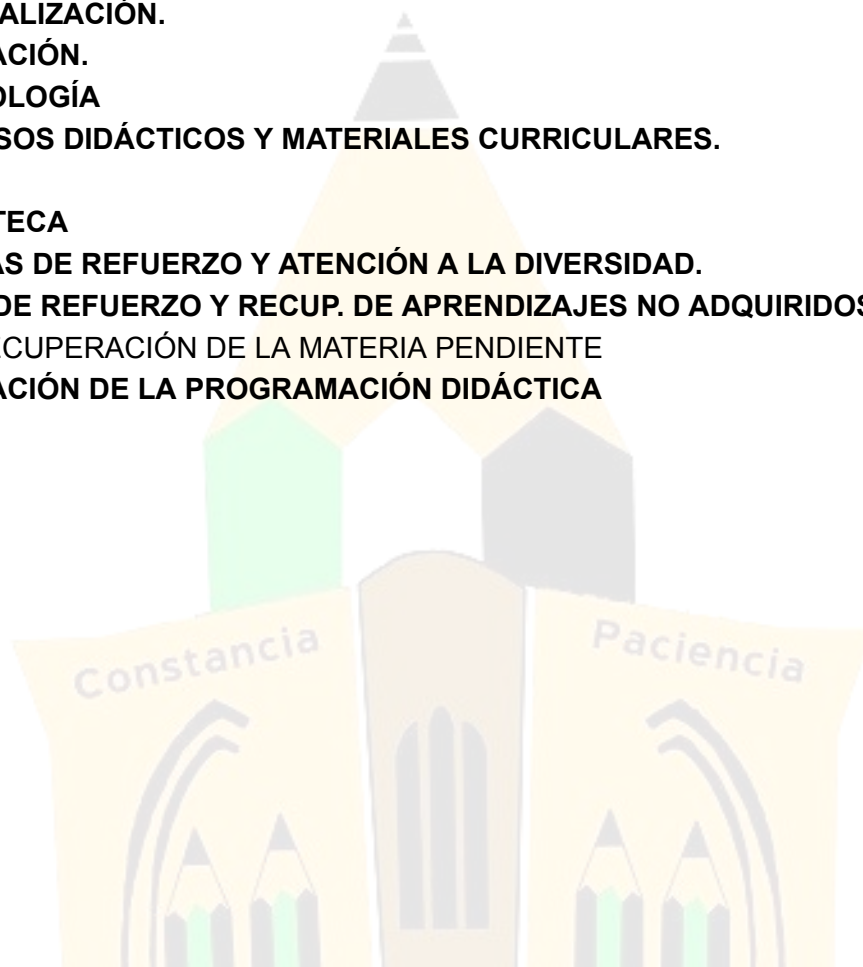 ALIZACIÓN.
ACIÓN.
OLOGÍA
SOS DIDÁCTICOS Y MATERIALES CURRICULARES.
TECA
AS DE REFUERZO Y ATENCIÓN A LA DIVERSIDAD.
DE REFUERZO Y RECUP. DE APRENDIZAJES NO ADQUIRIDOS
ECUPERACIÓN DE LA MATERIA PENDIENTE
ACIÓN DE LA PROGRAMACIÓN DIDÁCTICA
Constancia
Paciencia